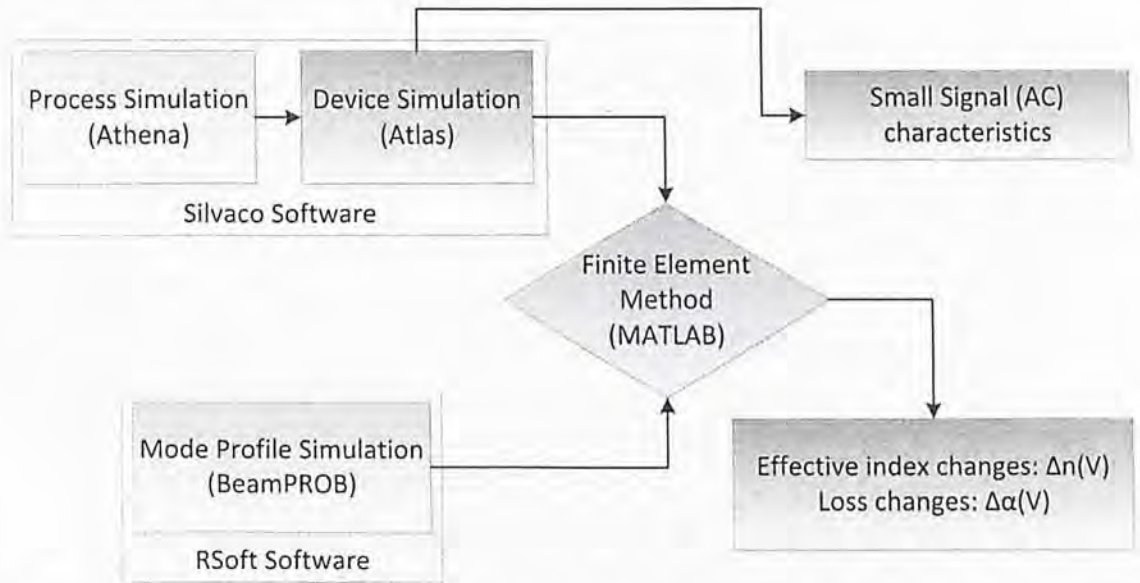 Process Simulation
(Athena)
Device Simulation
(Atlas)
Silvaco Software
Small Signal (AC)
characteristics
Finite Element
Method
(MATLAB)
Mode Profile Simulation
(BeamPROB)
RSoft Software
Effective index changes: Δn(V)
Loss changes: Δα(V)